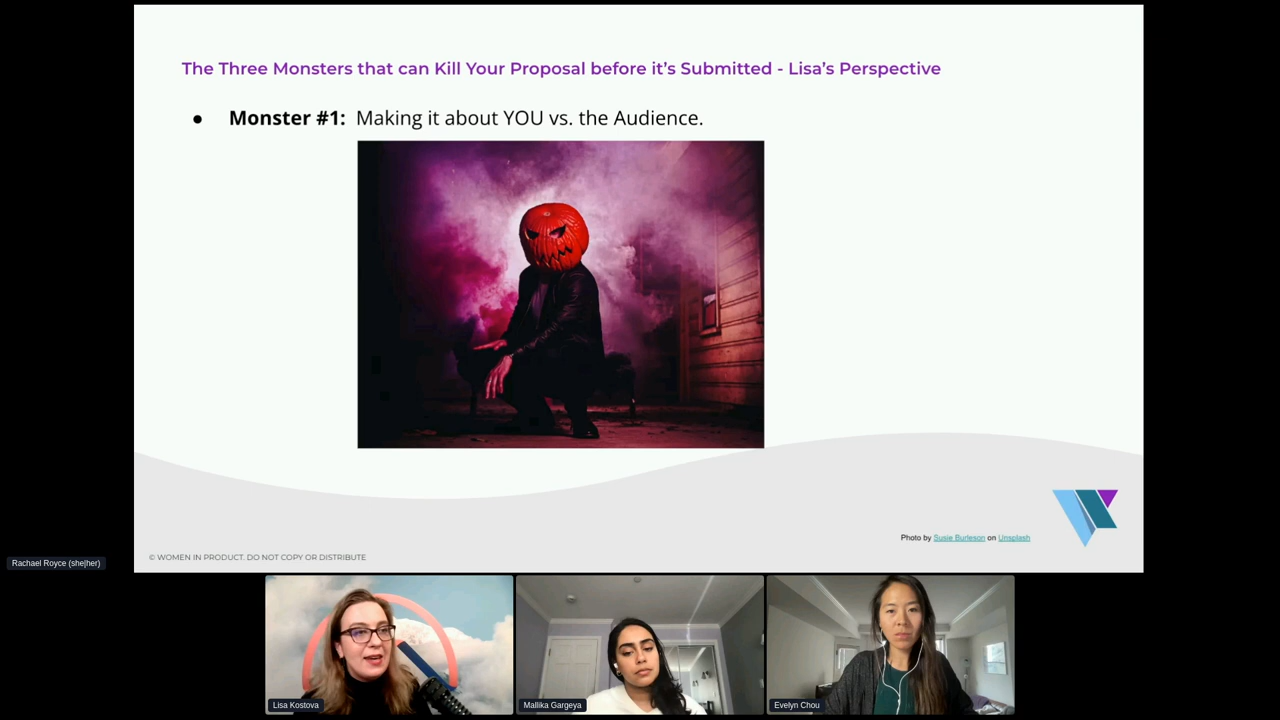 The Three Monsters that can Kill Your Proposal before it's Submitted - Lisa's Perspective
● Monster #1: Making it about YOU vs. the Audience.
Photo by Susie Burleson on Unsplash
© WOMEN IN PRODUCT. DO NOT COPY OR DISTRIBUTE
Rachael Royce (she|her)
Lisa Kostova
Mallika Gargeya
Evelyn Chou